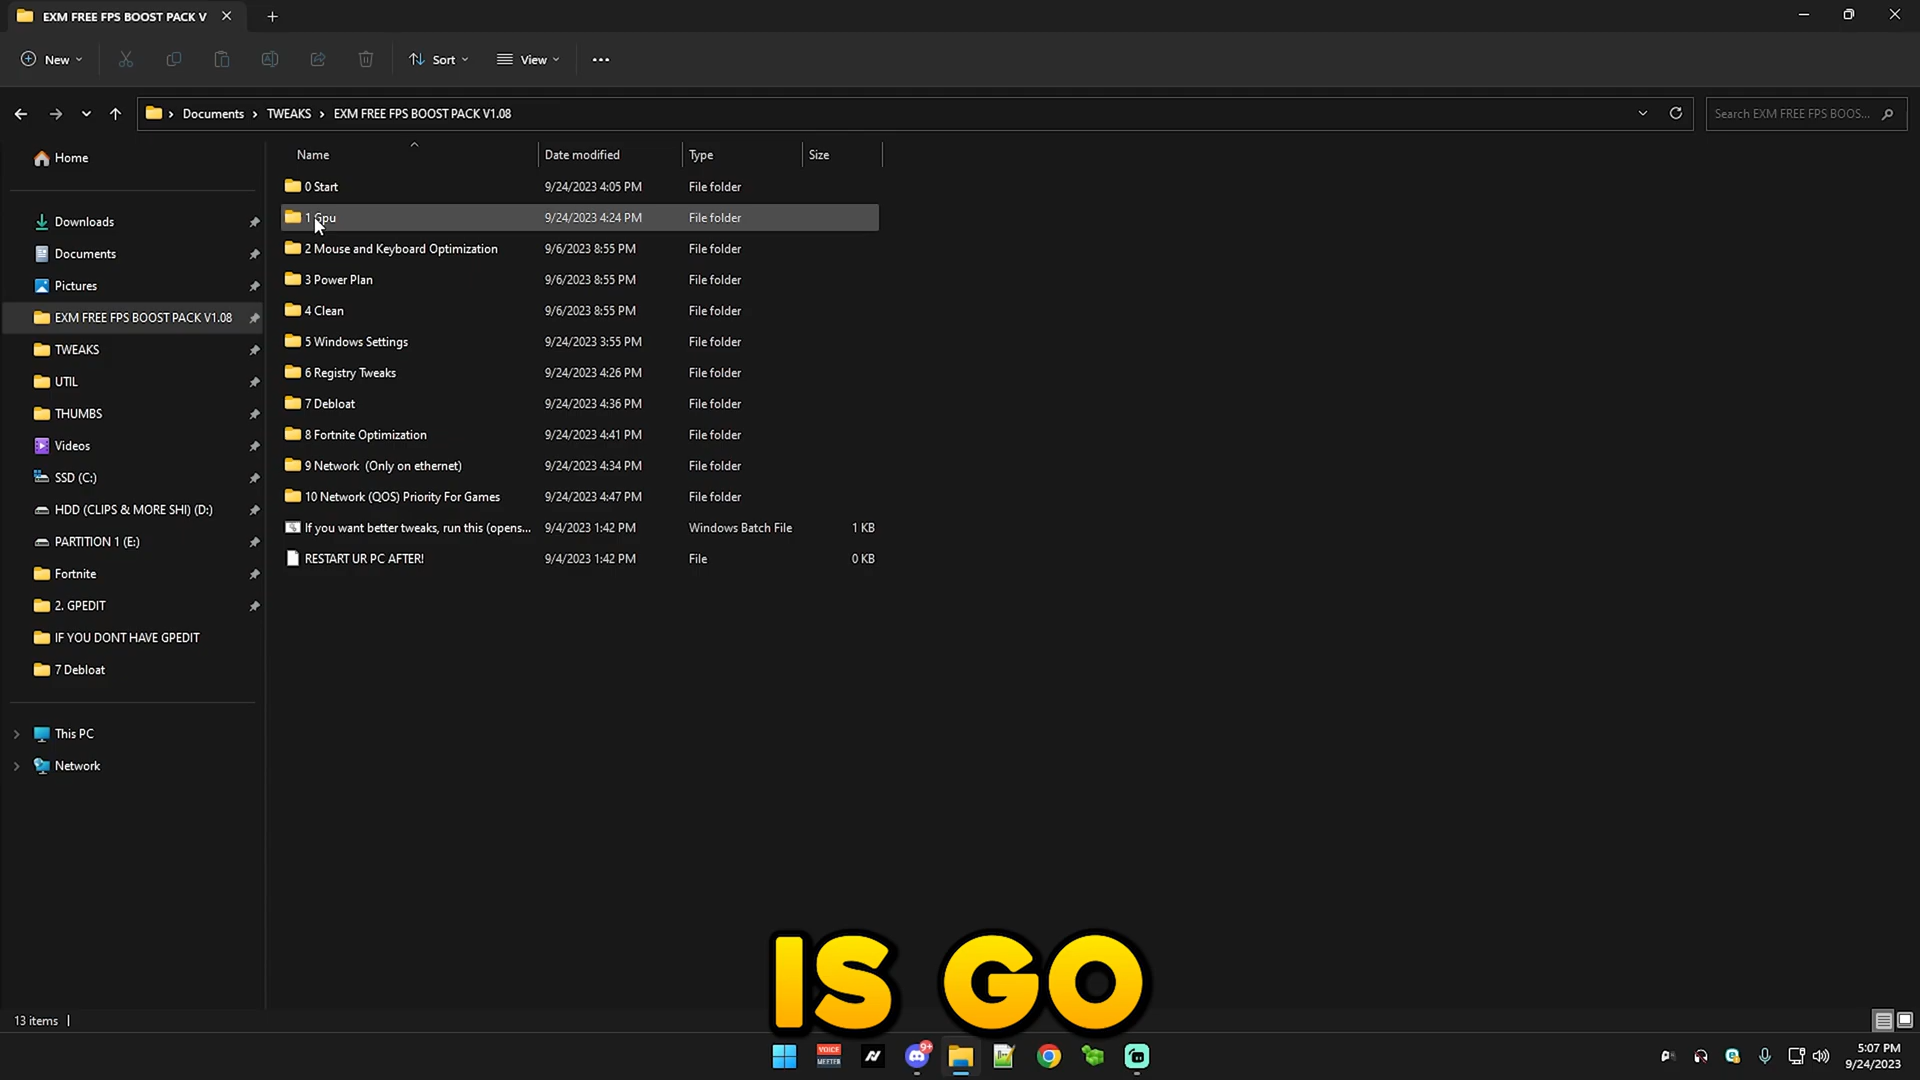 EXM FREE FPS BOOST PACK V
New
Sort
View
Documents
TWEAKS
EXM FREE FPS BOOST PACK V1.08
Search EXM FREE FPS BOOS...
Name
Date modified
Type
Size
Home
Downloads
Documents
Pictures
EXM FREE FPS BOOST PACK V1.08
TWEAKS
UTIL
THUMBS
Videos
SSD (C:)
HDD (CLIPS & MORE SHI) (D:)
PARTITION 1 (E:)
Fortnite
2. GPEDIT
IF YOU DONT HAVE GPEDIT
7 Debloat
This PC
Network
0 Start 9/24/2023 4:05 PM File folder
1 Gpu 9/24/2023 4:24 PM File folder
2 Mouse and Keyboard Optimization 9/6/2023 8:55 PM File folder
3 Power Plan 9/6/2023 8:55 PM File folder
4 Clean 9/6/2023 8:55 PM File folder
5 Windows Settings 9/24/2023 3:55 PM File folder
6 Registry Tweaks 9/24/2023 4:26 PM File folder
7 Debloat 9/24/2023 4:36 PM File folder
8 Fortnite Optimization 9/24/2023 4:41 PM File folder
9 Network (Only on ethernet) 9/24/2023 4:34 PM File folder
10 Network (QOS) Priority For Games 9/24/2023 4:47 PM File folder
If you want better tweaks, run this (opens... 9/4/2023 1:42 PM Windows Batch File 1 KB
RESTART UR PC AFTER! 9/4/2023 1:42 PM File 0 KB
IS GO
13 items
VOICE
MEETER
9+
5:07 PM
9/24/2023